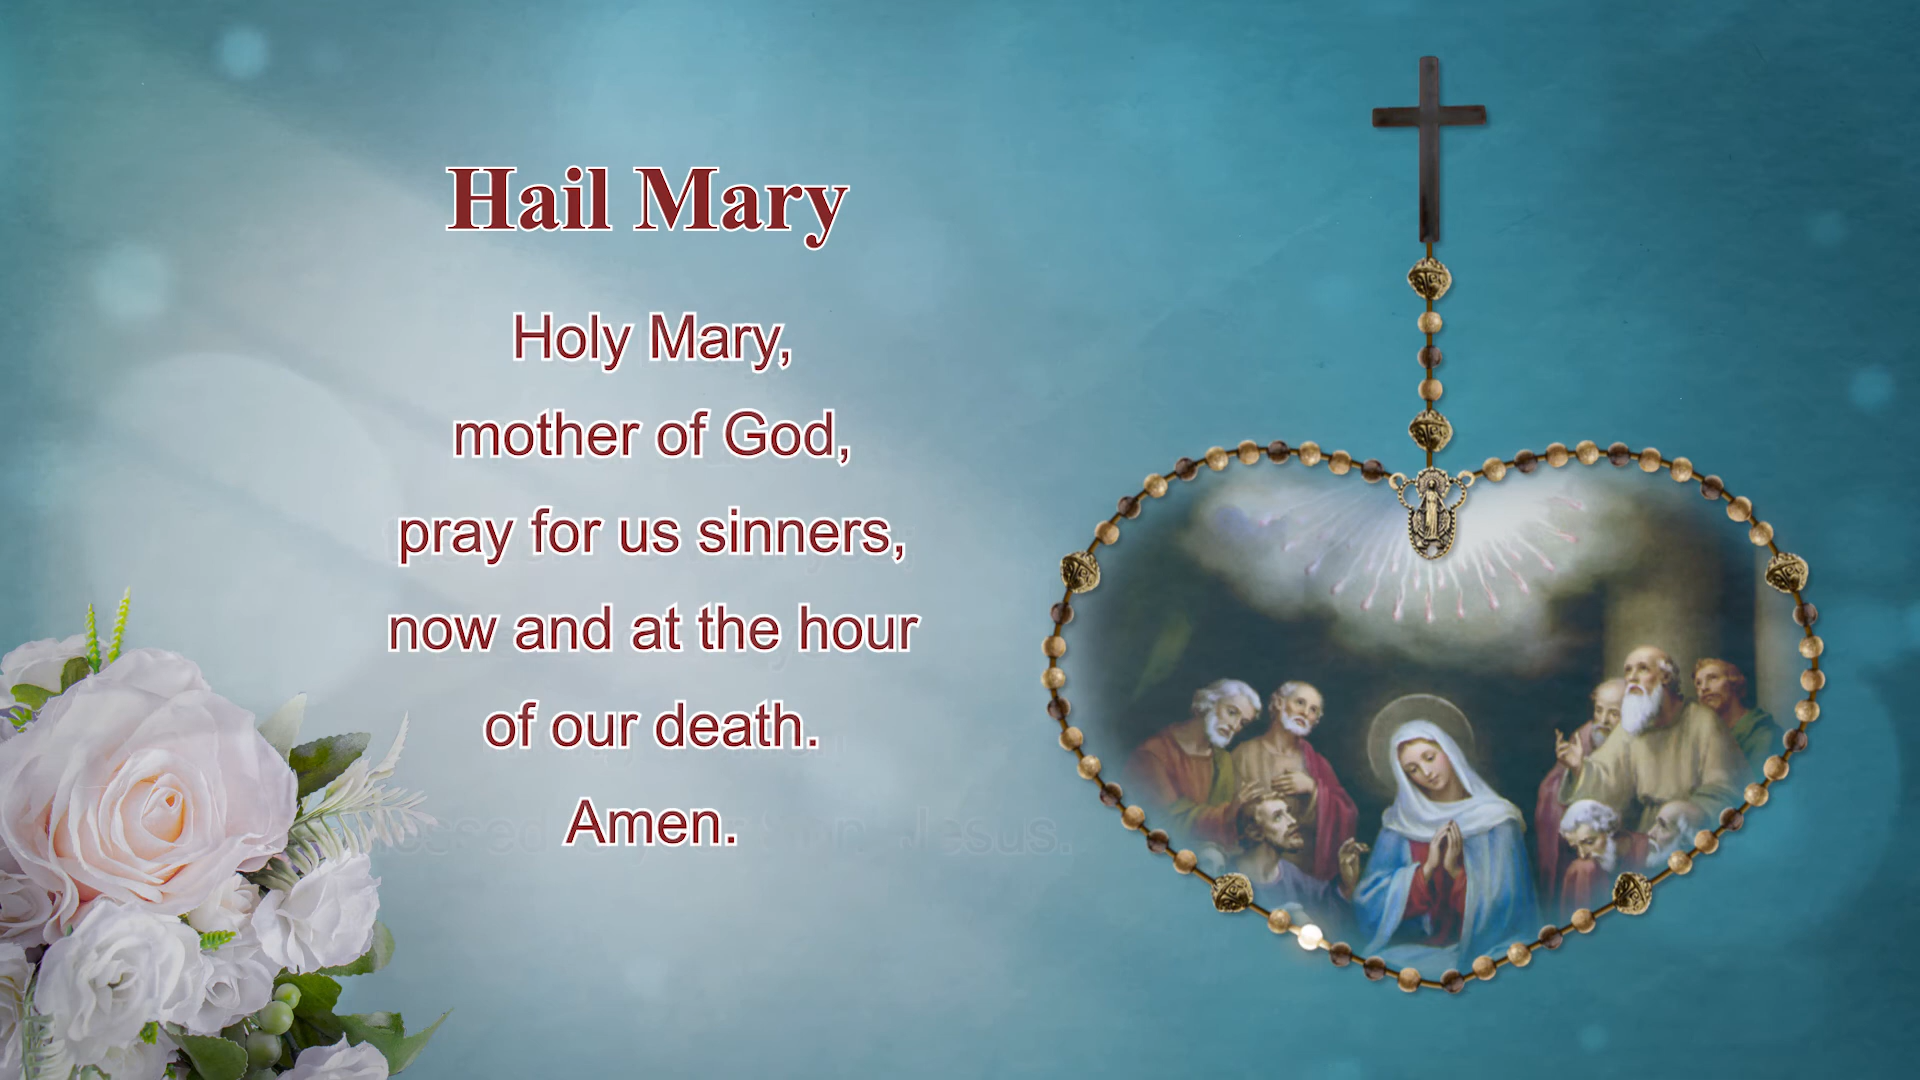 Hail Mary
Holy Mary,
mother of God,
pray for us sinners,
now and at the hour
of our death.
Amen.